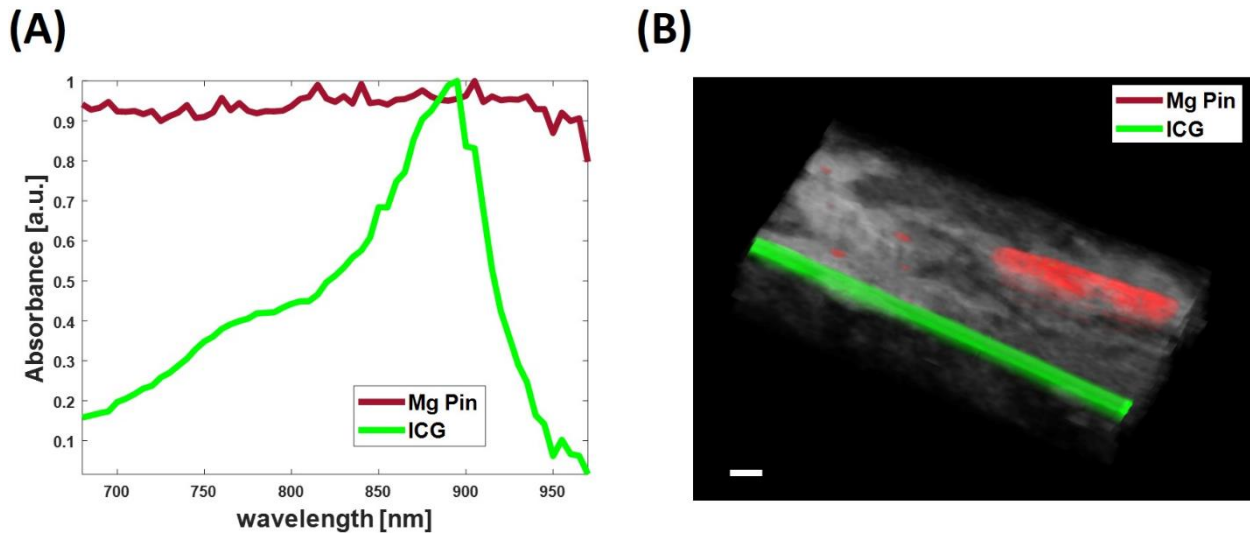 (A)
Absorbance [a.u.]
1
0.9
0.8
0.7
0.6
0.5
0.4
0.3
0.2
0.1
Mg Pin
ICG
700 750 800 850 900 950
wavelength [nm]
(B)
Mg Pin
ICG